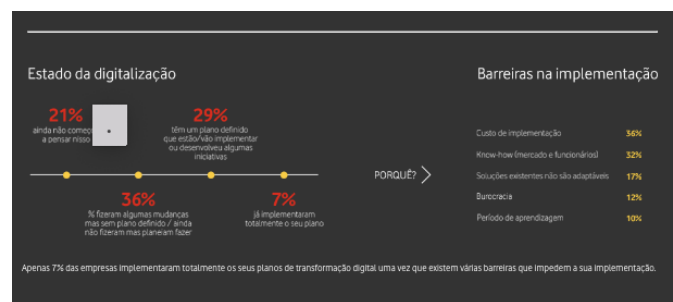 Estado da digitalização
Barreiras na implementação
21%
ainda não começ
a pensar nisso
29%
têm um plano definido
que estão/vão implementar
ou desenvolveu algumas
iniciativas
36%
% fizeram algumas mudanças
mas sem plano definido / ainda
não fizeram mas planeiam fazer
7%
já implementaram
totalmente o seu plano
PORQUÊ?
Custo de implementação 36%
Know-how (mercado e funcionários) 32%
Soluções existentes não são adaptáveis 17%
Burocracia 12%
Período de aprendizagem 10%
Apenas 7% das empresas implementaram totalmente os seus planos de transformação digital uma vez que existem várias barreiras que impedem a sua implementação.